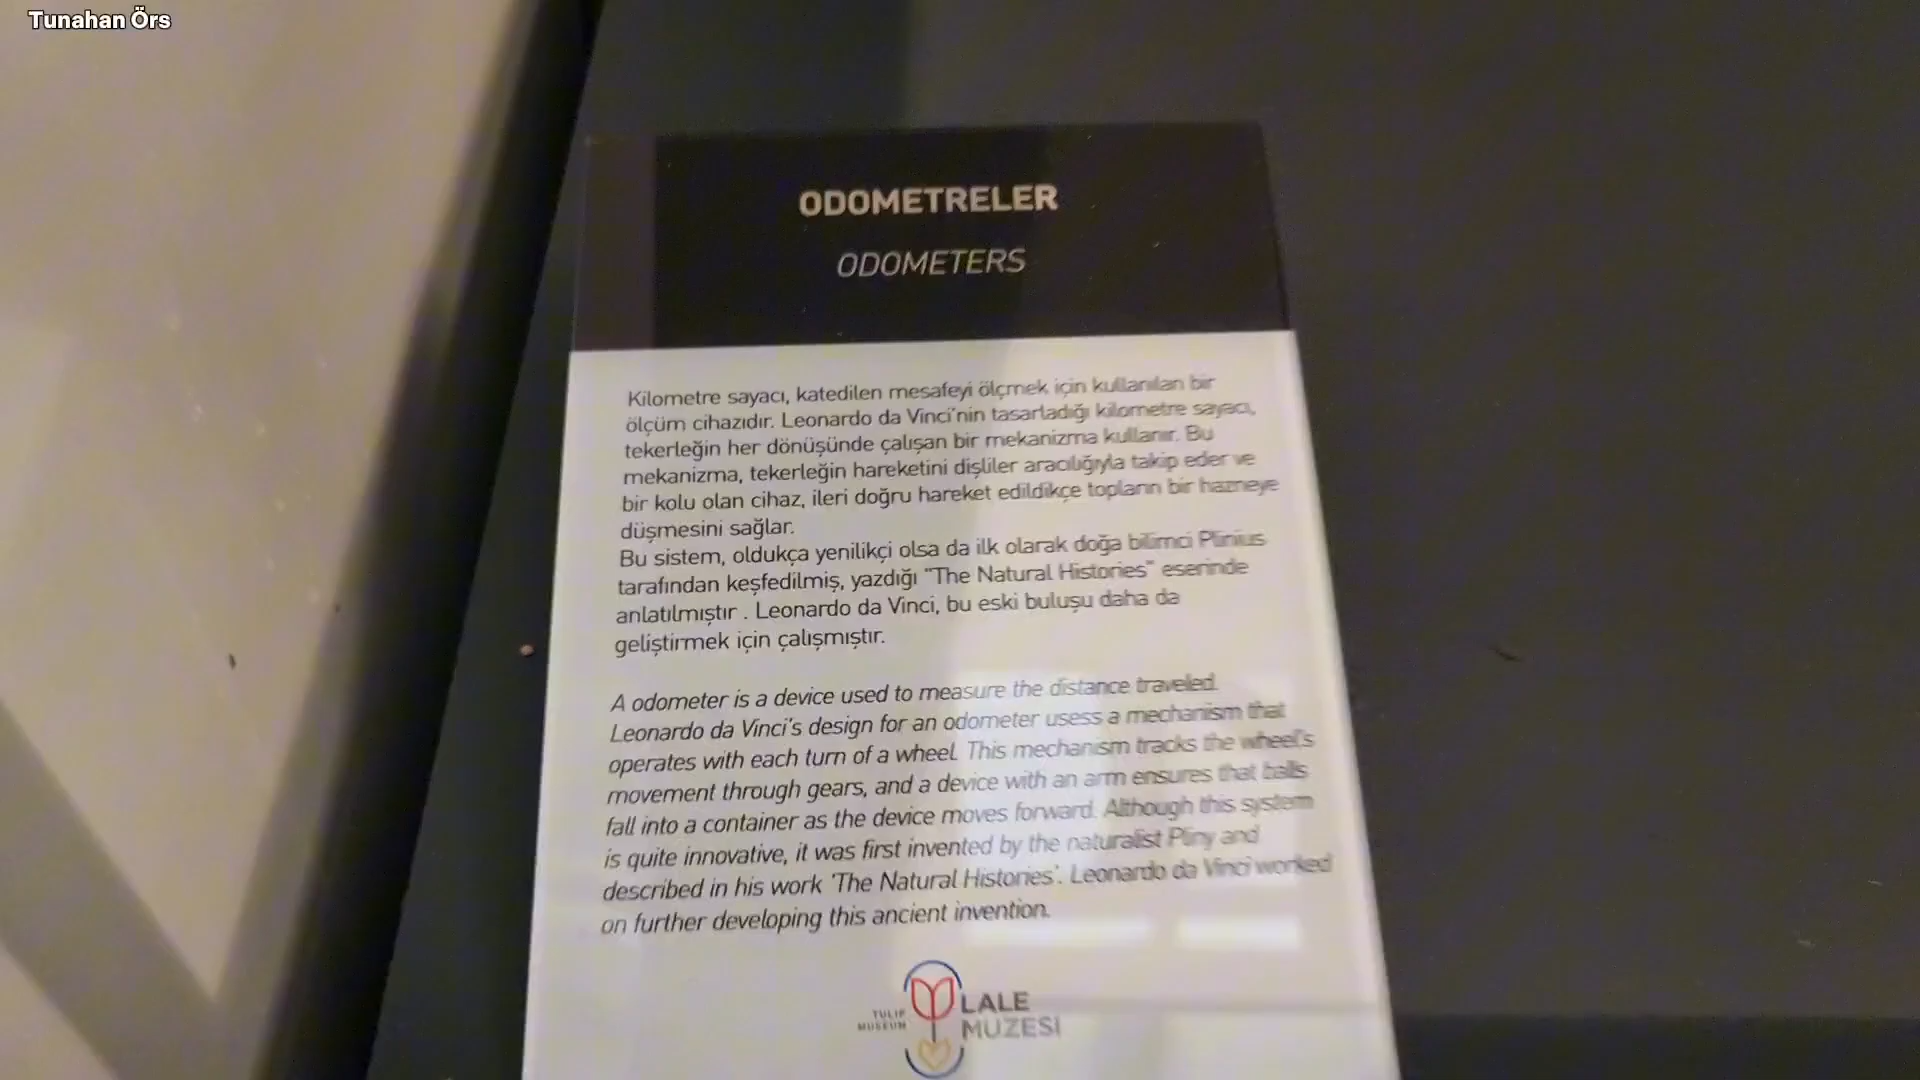 Tunahan Örs
ODOMETRELER
ODOMETERS
Kilometre sayacı, katedilen mesafeyi ölçmek için kullanılan bir
ölçüm cihazıdır. Leonardo da Vinci'nin tasarladığı kilometre sayacı,
tekerleğin her dönüşünde çalışan bir mekanizma kullanır. Bu
mekanizma, tekerleğin hareketini dişliler aracılığıyla takip eder ve
bir kolu olan cihaz, ileri doğru hareket edildikçe topların bir hazneye
düşmesini sağlar.
Bu sistem, oldukça yenilikçi olsa da ilk olarak doğa bilimci Plinius
tarafından keşfedilmiş, yazdığı "The Natural Histories" eserinde
anlatılmıştır . Leonardo da Vinci, bu eski buluşu daha da
geliştirmek için çalışmıştır.
A odometer is a device used to measure the distance traveled.
Leonardo da Vinci's design for an odometer usess a mechanism that
operates with each turn of a wheel. This mechanism tracks the wheel's
movement through gears, and a device with an arm ensures that balls
fall into a container as the device moves forward. Although this system
is quite innovative, it was first invented by the naturalist Pliny and
described in his work 'The Natural Histories'. Leonardo da Vinci worked
on further developing this ancient invention.
TULIP
MUSEUM
LALE
MÜZESİ